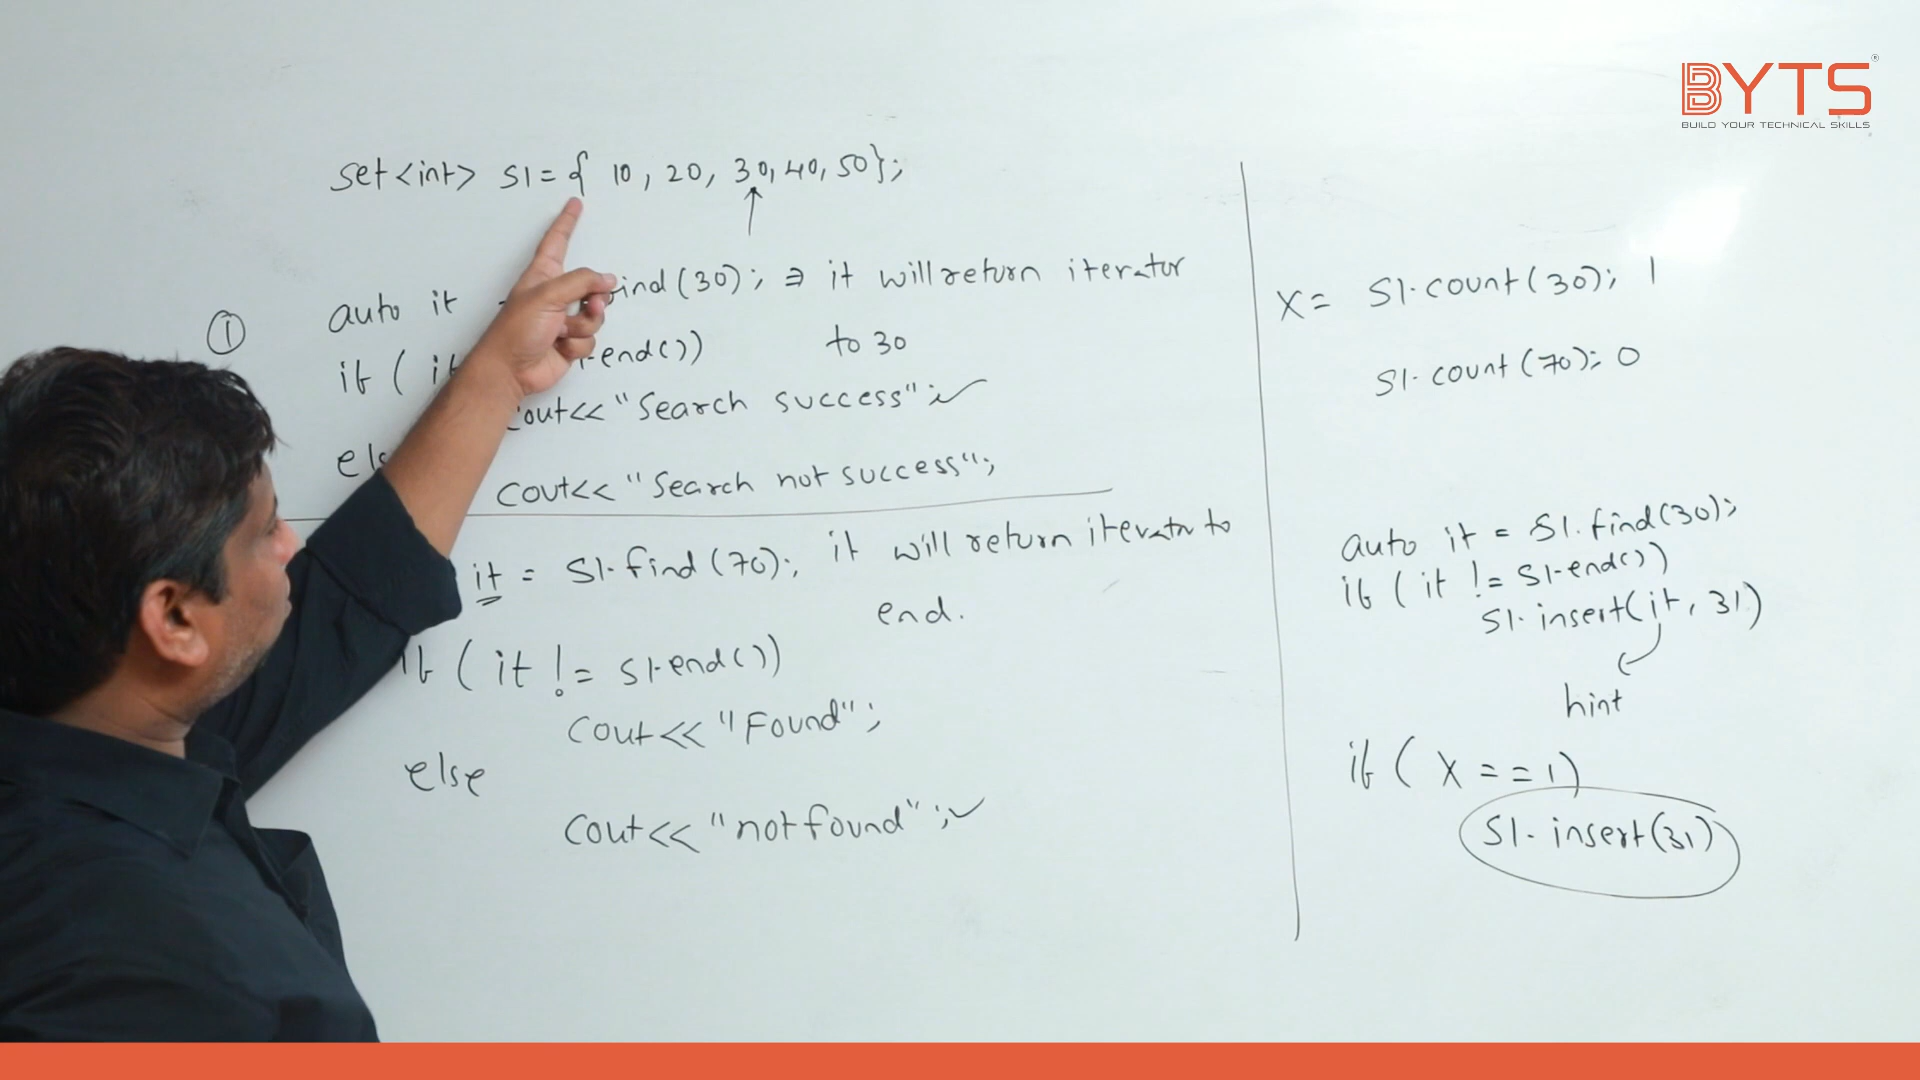 BYTS
BUILD YOUR TECHNICAL SKILLS
set<int> S1 = { 10, 20, 30, 40, 50};
① auto it find(30); ⇒ it will return iterator
to 30
if ( it end())
cout<< "Search success";
else
cout<< "Search not success";
it = S1.find(70); it will return iterator to
end.
if ( it != S1.end())
cout<< "Found";
else
cout<< "not found";
X = S1.count(30); 1
S1.count(70); 0
auto it = S1.find(30);
if ( it != S1.end())
S1.insert(it, 31)
hint
if ( X == 1)
S1.insert(31)